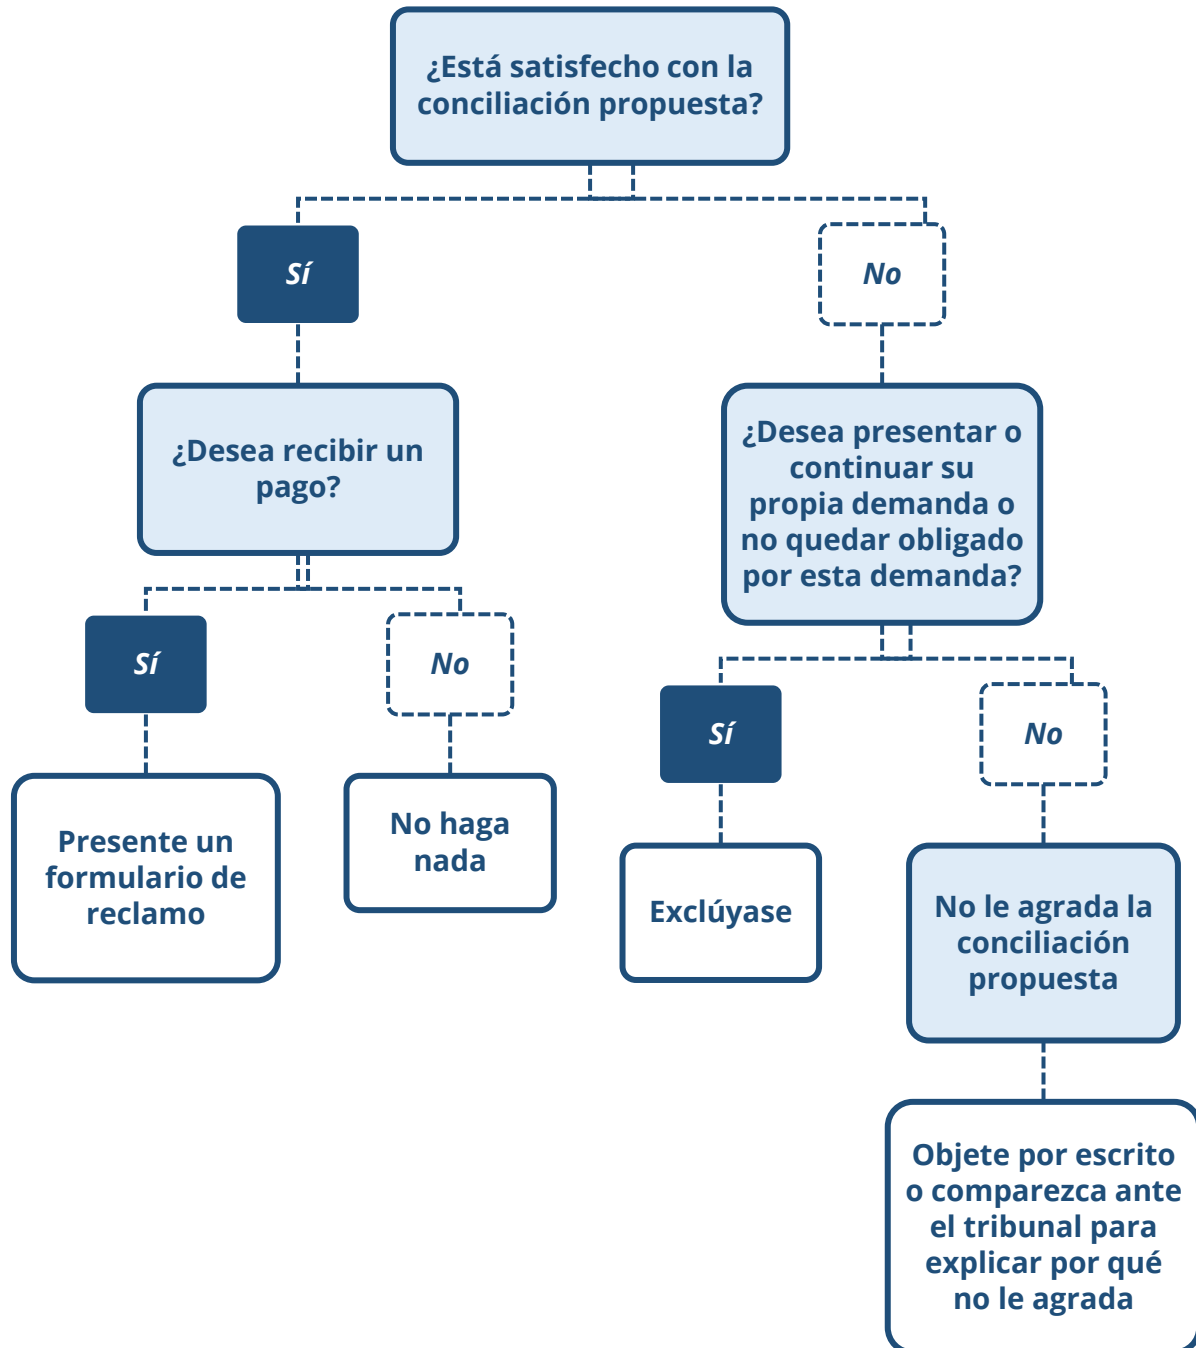 ¿Está satisfecho con la
conciliación propuesta?
Sí
No
¿Desea recibir un
pago?
¿Desea presentar o
continuar su
propia demanda o
no quedar obligado
por esta demanda?
Sí
No
Sí
No
Presente un
formulario de
reclamo
No haga
nada
Exclúyase
No le agrada la
conciliación
propuesta
Objete por escrito
o comparezca ante
el tribunal para
explicar por qué
no le agrada